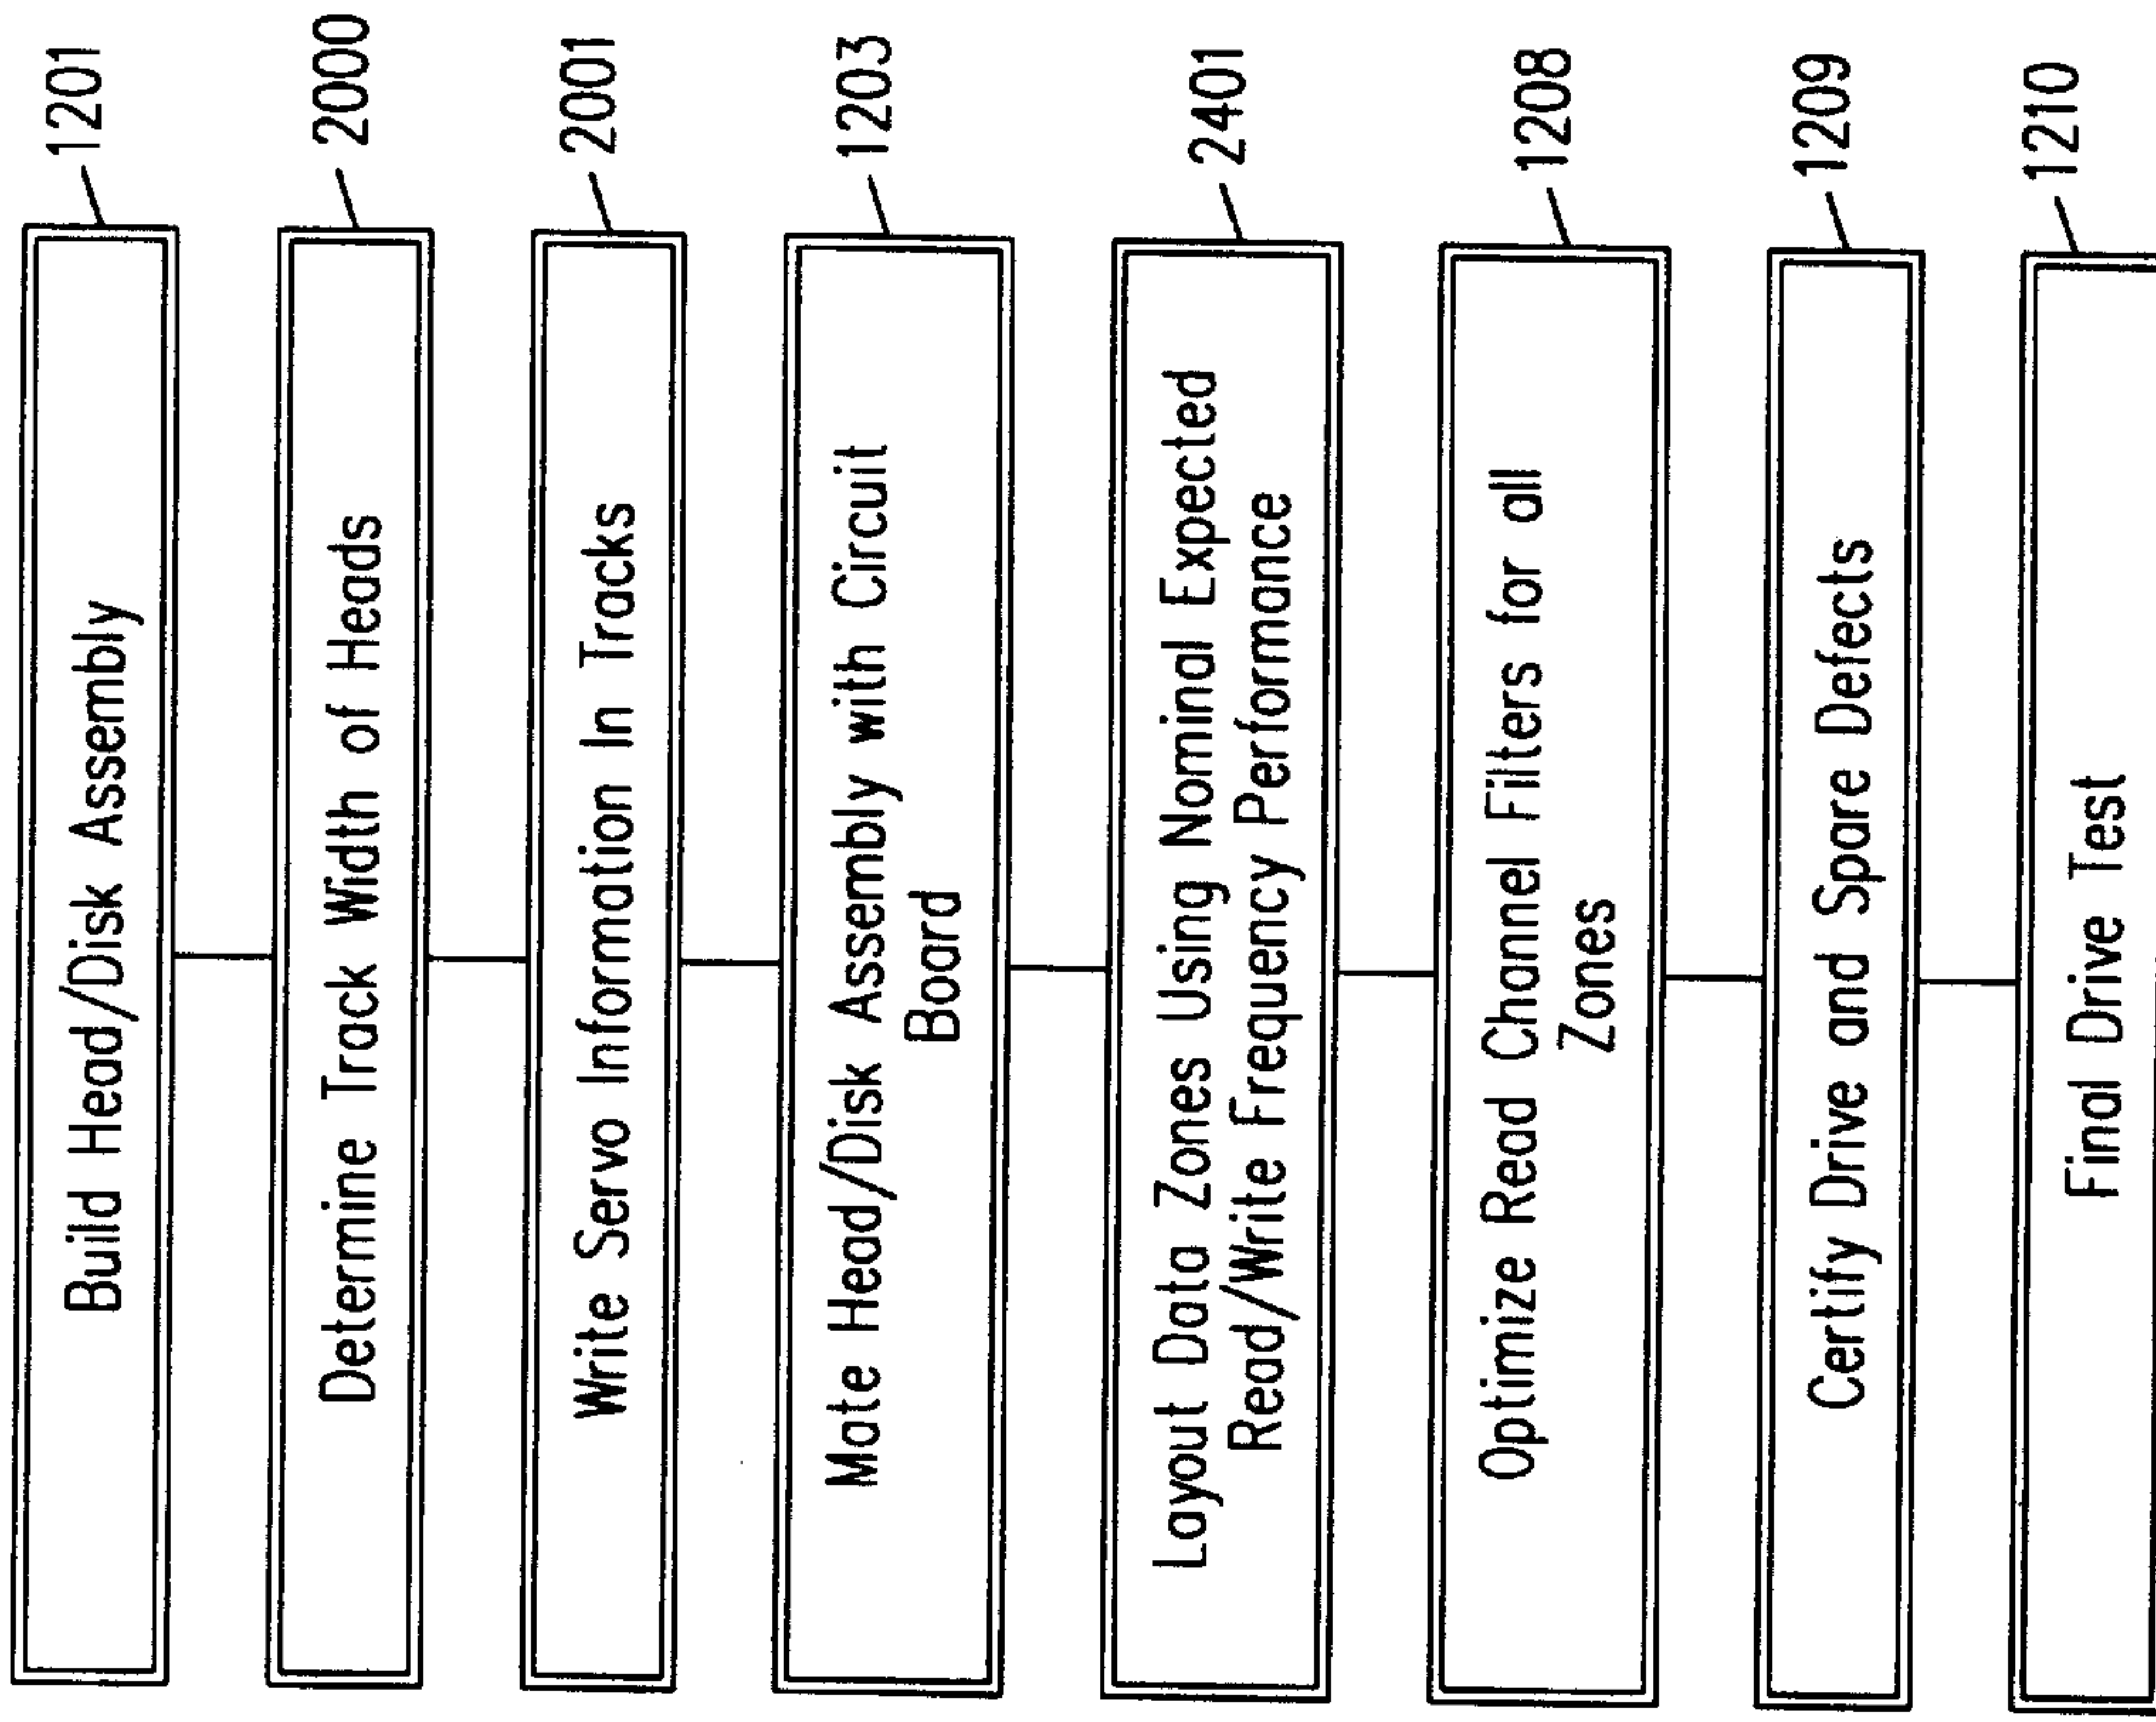 Build Head/Disk Assembly
1201
Determine Track Width of Heads
2000
Write Servo Information In Tracks
2001
Mate Head/Disk Assembly with Circuit
Board
1203
Layout Data Zones Using Nominal Expected
Read/Write Frequency Performance
2401
Optimize Read Channel Filters for all
Zones
1208
Certify Drive and Spare Defects
1209
Final Drive Test
1210